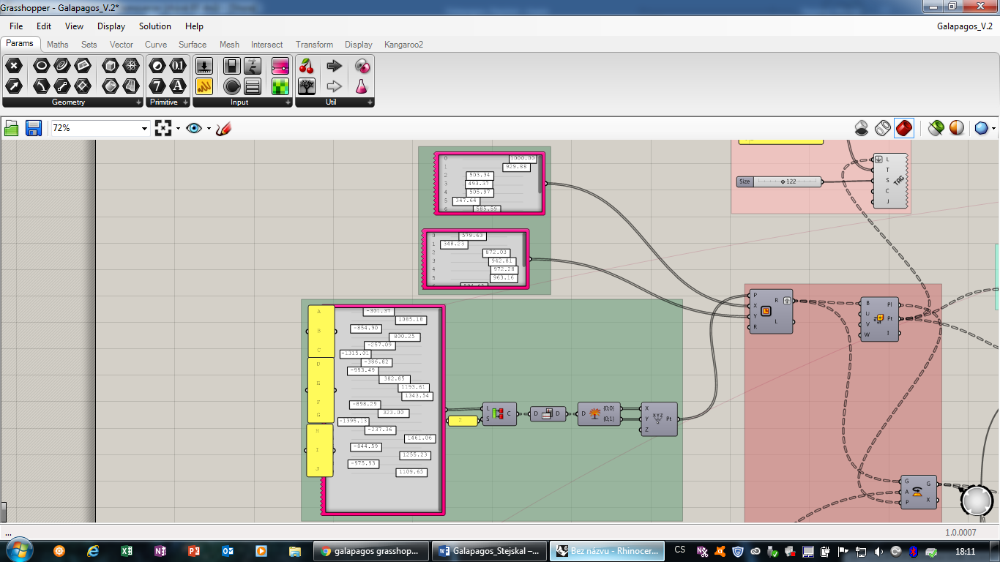 Grasshopper - Galapagos_V.2*
File Edit View Display Solution Help Galapagos_V.2
Params Maths Sets Vector Curve Surface Mesh Intersect Transform Display Kangaroo2
0.1
7 A
Geometry Primitive Input Util
72%
0 1000.00
1 929.88
2 503.34
3 493.37
4 505.97
5 347.64
6 585.59
Size 122
L
T
S
C
J
TAG
0 579.63
1 348.23
2 872.03
3 942.81
4 972.28
5 963.16
P
X
Y
R
R
L
B
U
V
W
Pl
Pt
I
A
B
C
D
E
F
G
H
I
J
-301.37
1085.18
-854.90
800.25
-257.09
-1315.01
-386.82
-993.49
382.85
1193.61
1343.54
-898.29
323.00
-1395.13
-237.36
1461.06
-844.59
1255.23
-975.93
1109.65
2
L
S
C
D D
D {0;0}
{0;1}
X
Y
Z
XYZ
Pt
G
A
P
G
X
...
1.0.0007
galapagos grasshop... Galapagos_Stejskal –... Bez názvu - Rhinocer... CS 18:11